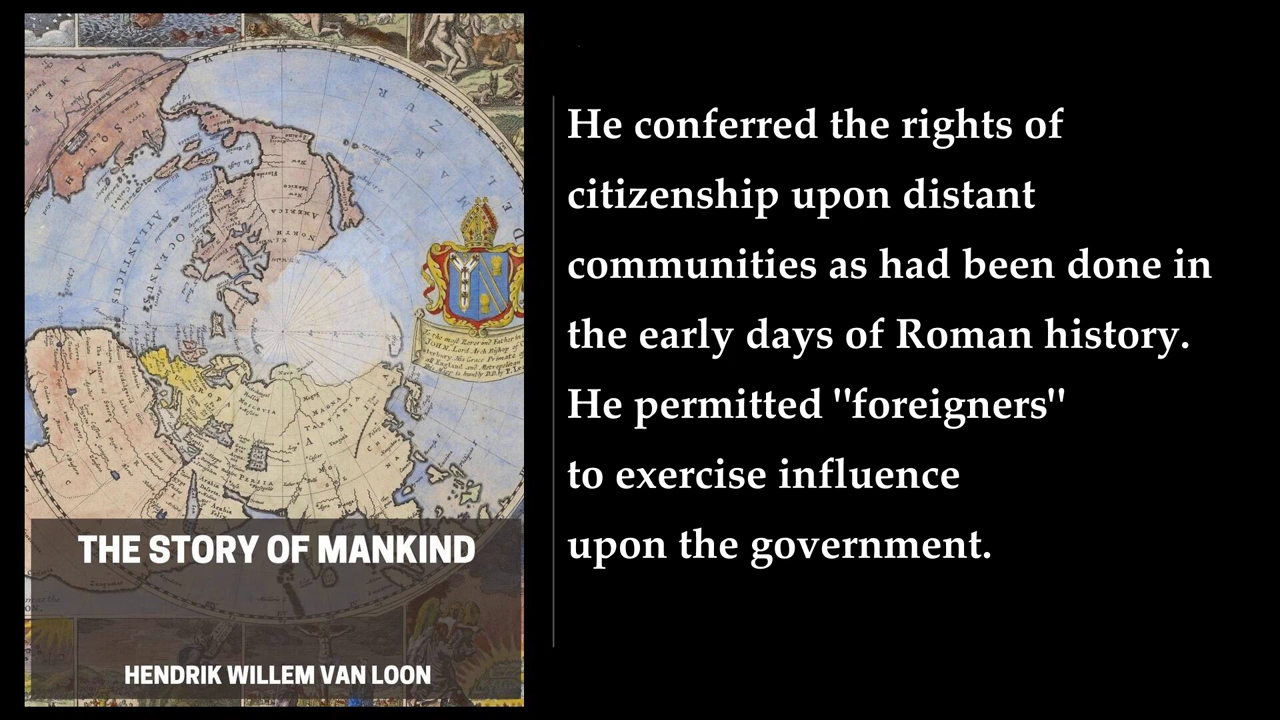 THE STORY OF MANKIND
HENDRIK WILLEM VAN LOON
He conferred the rights of
citizenship upon distant
communities as had been done in
the early days of Roman history.
He permitted "foreigners"
to exercise influence
upon the government.